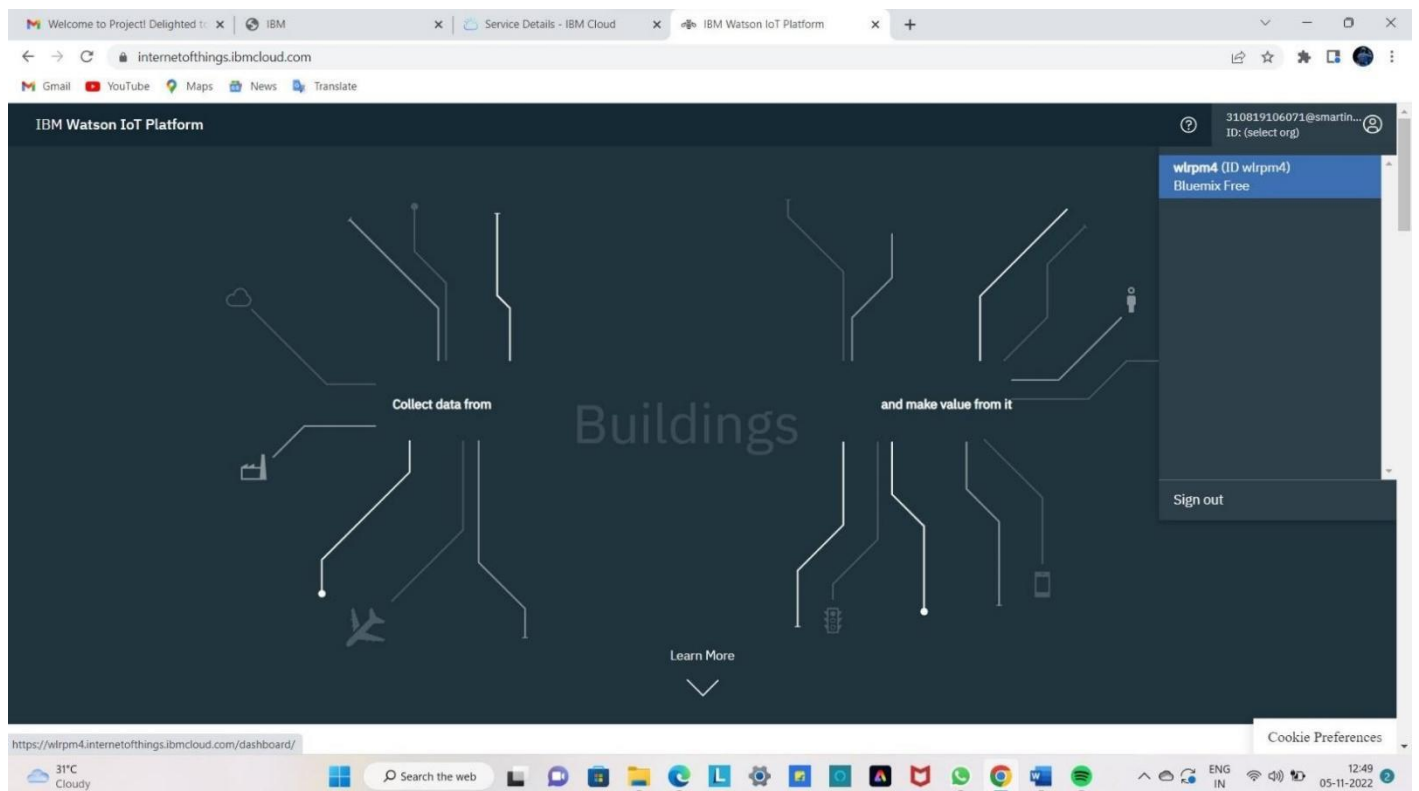 Welcome to Project! Delighted to
IBM
Service Details - IBM Cloud
IBM Watson IoT Platform
internetofthings.ibmcloud.com
Gmail
YouTube
Maps
News
Translate
IBM Watson IoT Platform
310819106071@smartin...
ID: (select org)
wlrpm4 (ID wlrpm4)
Bluemix Free
Collect data from
Buildings
and make value from it
Sign out
Learn More
Cookie Preferences
https://wlrpm4.internetofthings.ibmcloud.com/dashboard/
31°C
Cloudy
Search the web
ENG
IN
12:49
05-11-2022
2